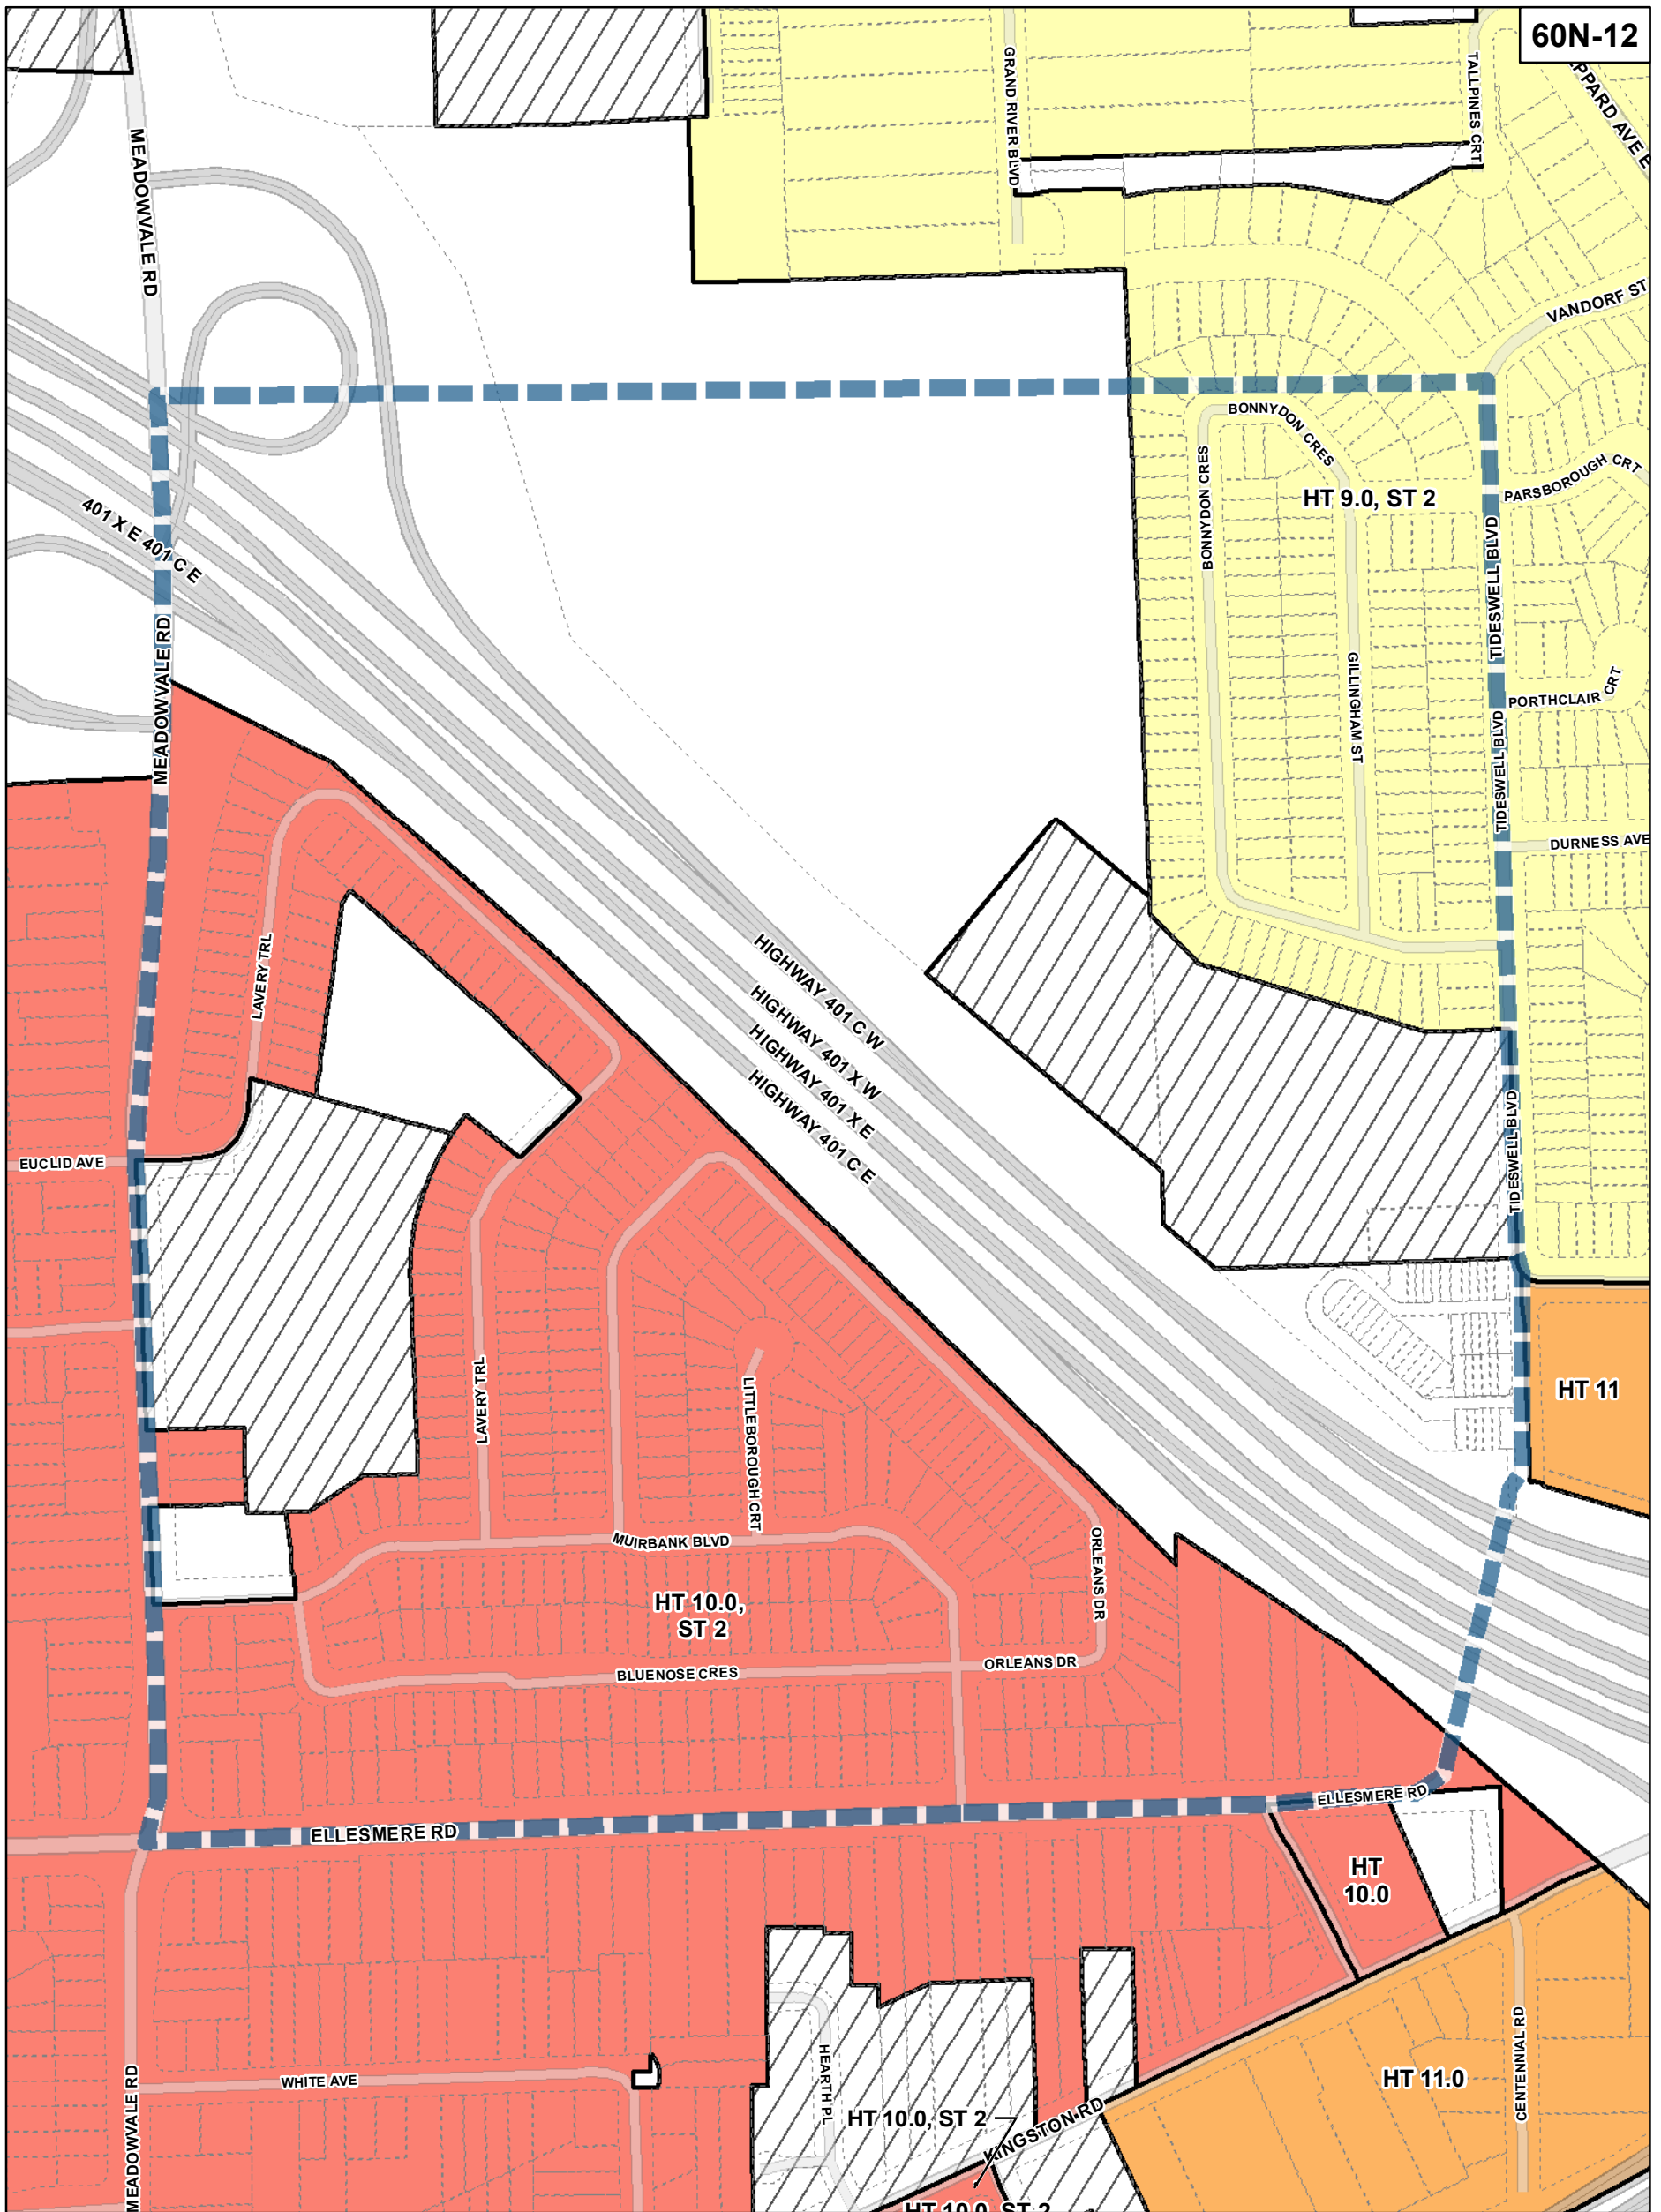 60N-12
GRAND RIVER BLVD
TALLPINES CRT
PPARD AVE E
MEADOWVALE RD
VANDORF ST
BONNYDON CRES
BONNYDON CRES
PARSBOROUGH CRT
HT 9.0, ST 2
401 X E 401 C E
TIDESWELL BLVD
MEADOWVALE RD
GILLINGHAM ST
PORTHCLAIR CRT
TIDESWELL BLVD
DURNESS AVE
LAVERY TRL
HIGHWAY 401 C W
HIGHWAY 401 X W
HIGHWAY 401 X E
HIGHWAY 401 C E
TIDESWELL BLVD
EUCLID AVE
LAVERY TRL
LITTLEBOROUGH CRT
HT 11
MUIRBANK BLVD
ORLEANS DR
HT 10.0,
ST 2
BLUENOSE CRES
ORLEANS DR
ELLESMERE RD
ELLESMERE RD
HT
10.0
MEADOWVALE RD
WHITE AVE
HEARTH PL
HT 10.0, ST 2
KINGSTON RD
HT 11.0
CENTENNIAL RD
HT 10.0, ST 2